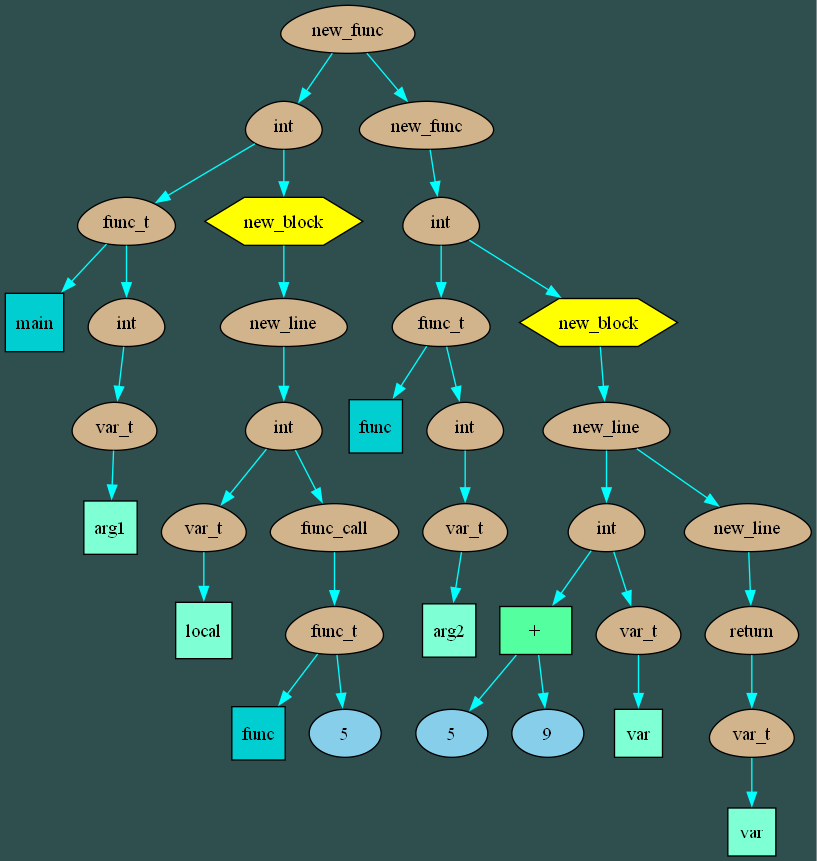 new_func
int
new_func
func_t
new_block
int
main
int
new_line
func_t
new_block
var_t
int
func
int
new_line
arg1
var_t
func_call
var_t
int
new_line
local
func_t
arg2
+
var_t
return
func
5
5
9
var
var_t
var